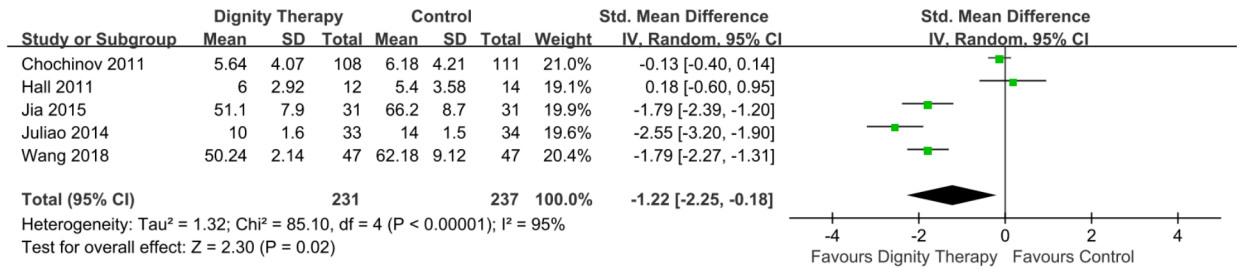 Dignity Therapy Control Std. Mean Difference Std. Mean Difference
Study or Subgroup Mean SD Total Mean SD Total Weight IV, Random, 95% CI IV, Random, 95% CI
Chochinov 2011 5.64 4.07 108 6.18 4.21 111 21.0% -0.13 [-0.40, 0.14]
Hall 2011 6 2.92 12 5.4 3.58 14 19.1% 0.18 [-0.60, 0.95]
Jia 2015 51.1 7.9 31 66.2 8.7 31 19.9% -1.79 [-2.39, -1.20]
Juliao 2014 10 1.6 33 14 1.5 34 19.6% -2.55 [-3.20, -1.90]
Wang 2018 50.24 2.14 47 62.18 9.12 47 20.4% -1.79 [-2.27, -1.31]
Total (95% CI) 231 237 100.0% -1.22 [-2.25, -0.18]
Heterogeneity: Tau² = 1.32; Chi² = 85.10, df = 4 (P < 0.00001); I² = 95%
Test for overall effect: Z = 2.30 (P = 0.02)
-4 -2 0 2 4
Favours Dignity Therapy Favours Control